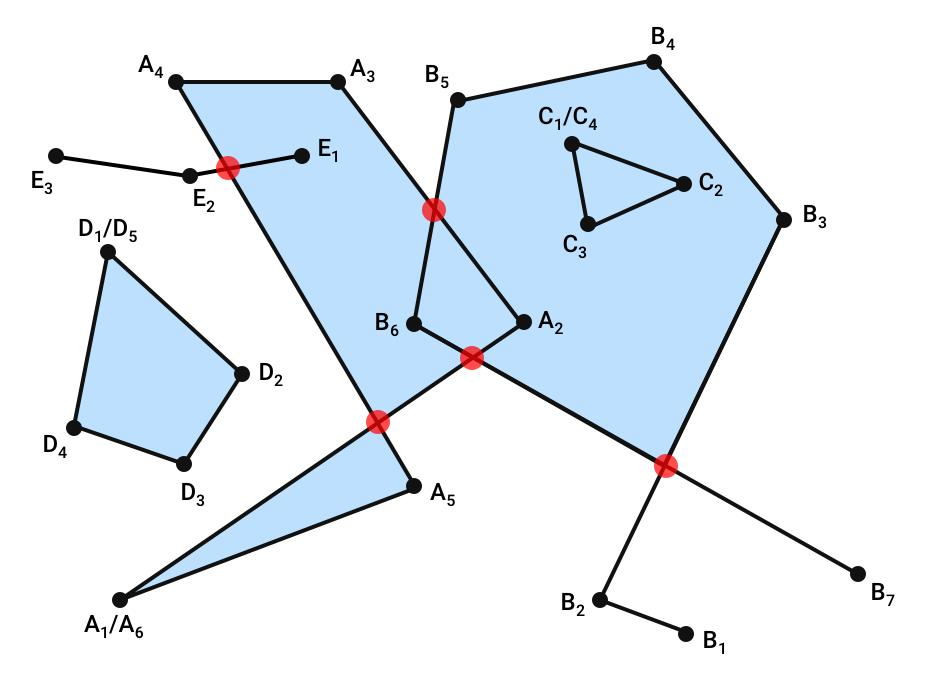 B₄
A₄
A₃
B₅
C₁/C₄
E₁
E₃
E₂
C₂
B₃
D₁/D₅
C₃
B₆
A₂
D₂
D₄
D₃
A₅
B₇
B₂
A₁/A₆
B₁